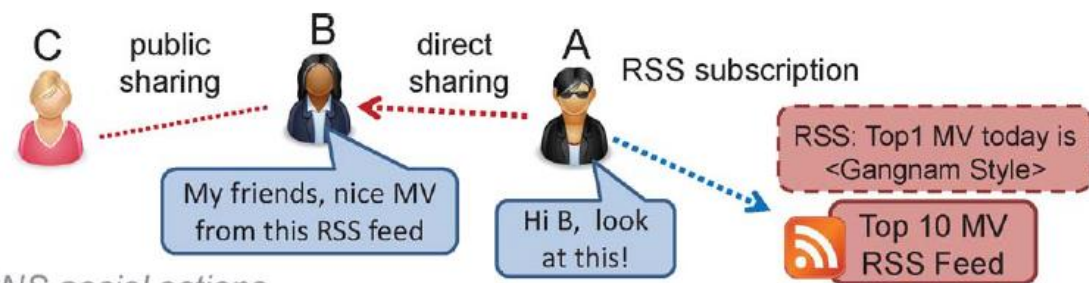 C
public
sharing
B
direct
sharing
A
RSS subscription
RSS: Top1 MV today is
<Gangnam Style>
My friends, nice MV
from this RSS feed
Hi B, look
at this!
Top 10 MV
RSS Feed